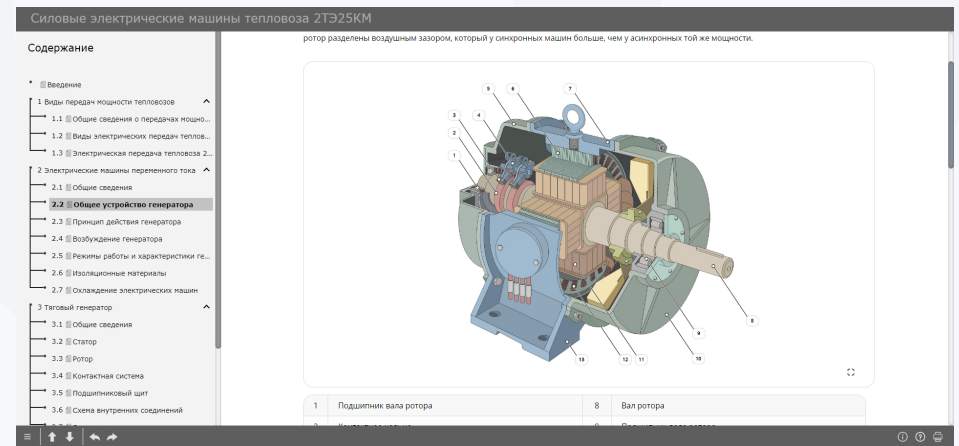 Силовые электрические машины тепловоза 2ТЭ25КМ
Содержание
Введение
1 Виды передач мощности тепловозов
1.1 Общие сведения о передачах мощно...
1.2 Виды электрических передач теплов...
1.3 Электрическая передача тепловоза 2...
2 Электрические машины переменного тока
2.1 Общие сведения
2.2 Общее устройство генератора
2.3 Принцип действия генератора
2.4 Возбуждение генератора
2.5 Режимы работы и характеристики ге...
2.6 Изоляционные материалы
2.7 Охлаждение электрических машин
3 Тяговый генератор
3.1 Общие сведения
3.2 Статор
3.3 Ротор
3.4 Контактная система
3.5 Подшипниковый щит
3.6 Схема внутренних соединений
ротор разделены воздушным зазором, который у синхронных машин больше, чем у асинхронных той же мощности.
5 6 7
3 4
2
1
8
9
13 12 11 10
1 Подшипник вала ротора 8 Вал ротора